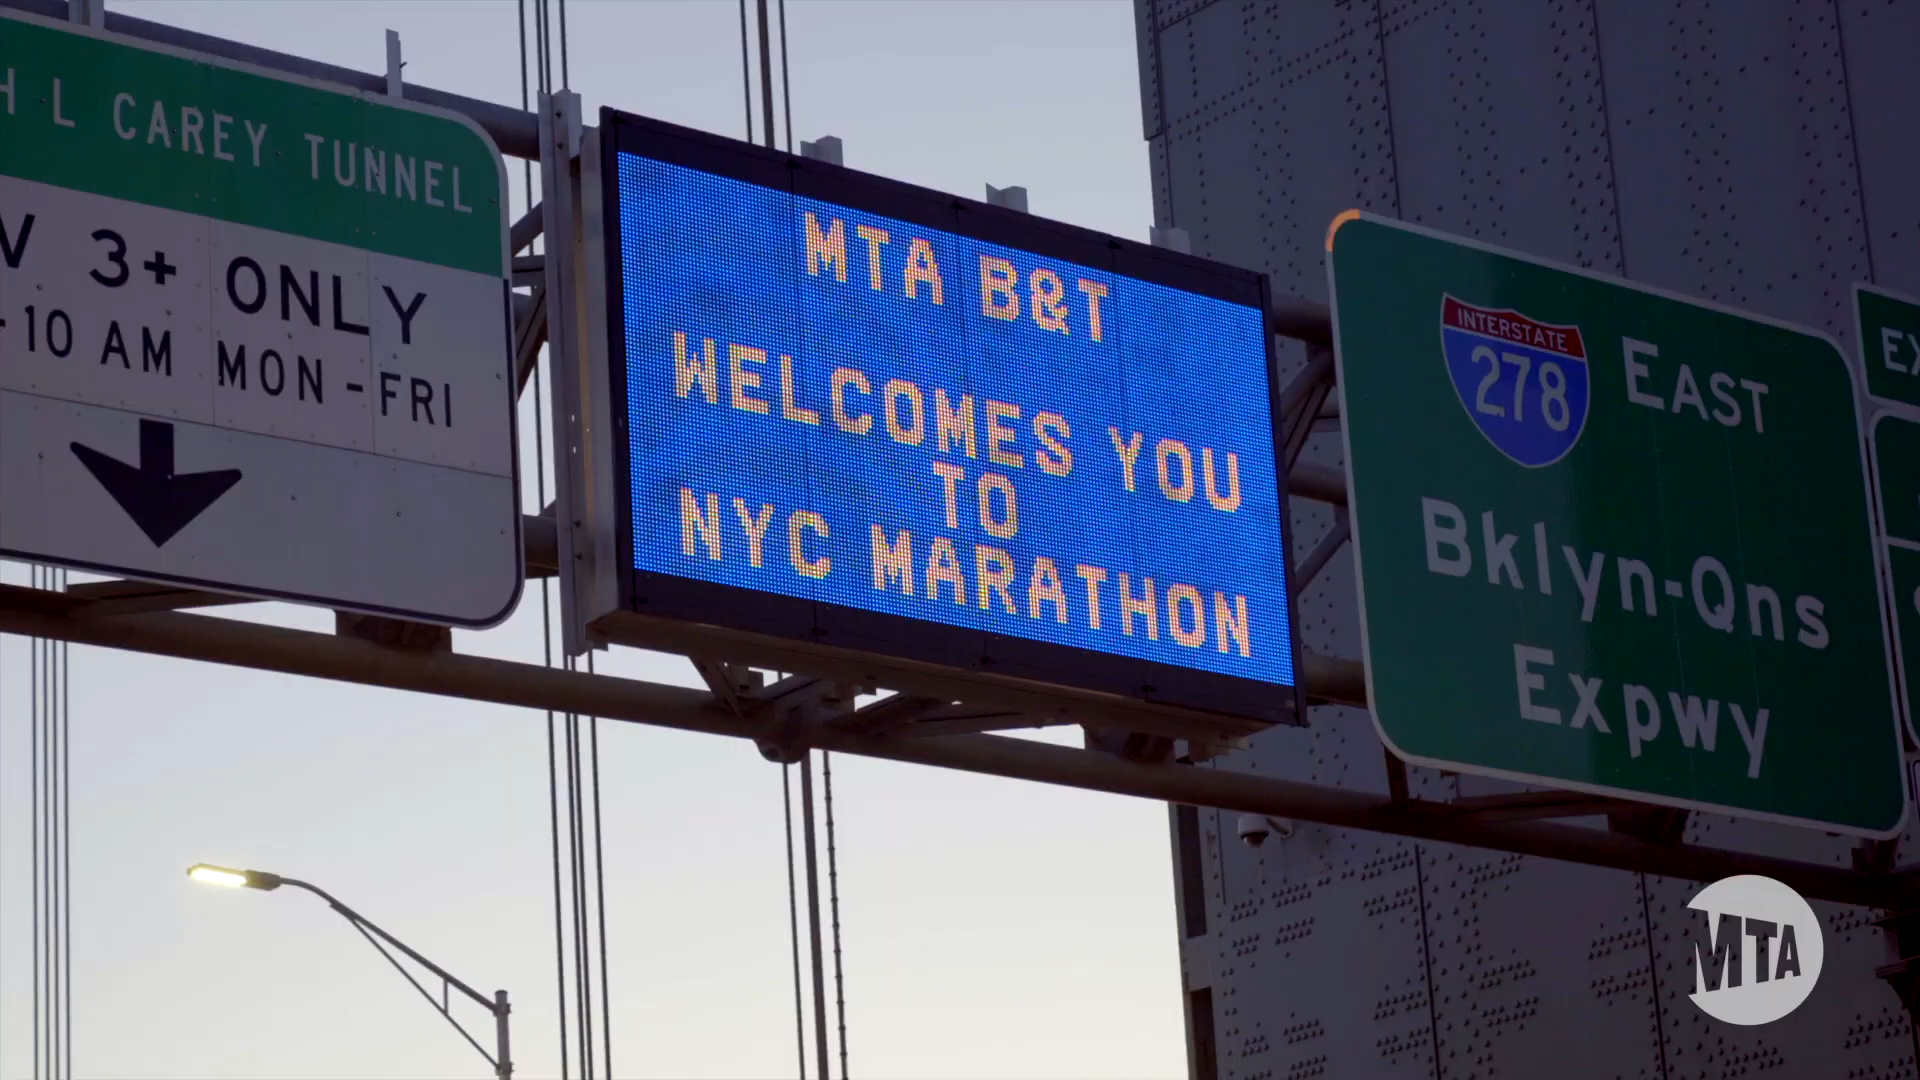 L CAREY TUNNEL
3+ ONLY
10 AM MON-FRI
MTA B&T
WELCOMES YOU
TO
NYC MARATHON
INTERSTATE
278
EAST
Bklyn-Qns
Expwy
MTA